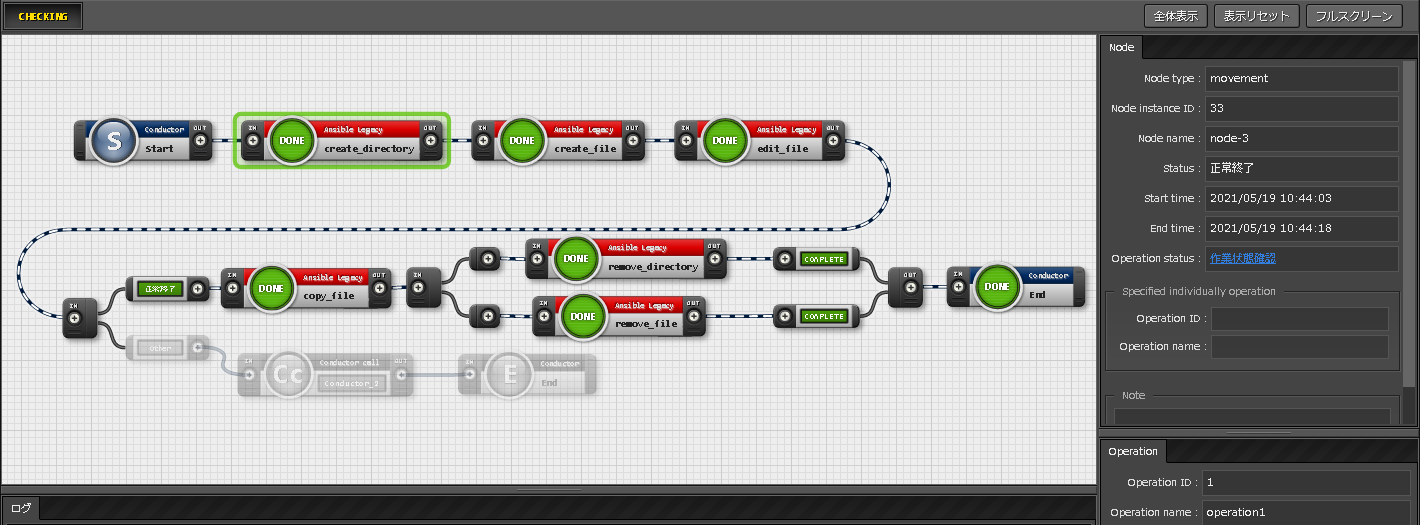 CHECKING
全体表示
表示リセット
フルスクリーン
S
Conductor
OUT
Start
IN
DONE
Ansible Legacy
OUT
create_directory
IN
DONE
Ansible Legacy
OUT
create_file
IN
DONE
Ansible Legacy
OUT
edit_file
IN
正常終了
IN
DONE
Ansible Legacy
OUT
copy_file
IN
IN
DONE
Ansible Legacy
OUT
remove_directory
COMPLETE
IN
DONE
Ansible Legacy
OUT
remove_file
COMPLETE
OUT
IN
DONE
Conductor
End
Other
IN
Cc
Conductor call
OUT
Conductor_2
IN
E
Conductor
End
ログ
Node
Node type : movement
Node instance ID : 33
Node name : node-3
Status : 正常終了
Start time : 2021/05/19 10:44:03
End time : 2021/05/19 10:44:18
Operation status : 作業状態確認
Specified individually operation
Operation ID :
Operation name :
Note
Operation
Operation ID : 1
Operation name : operation1